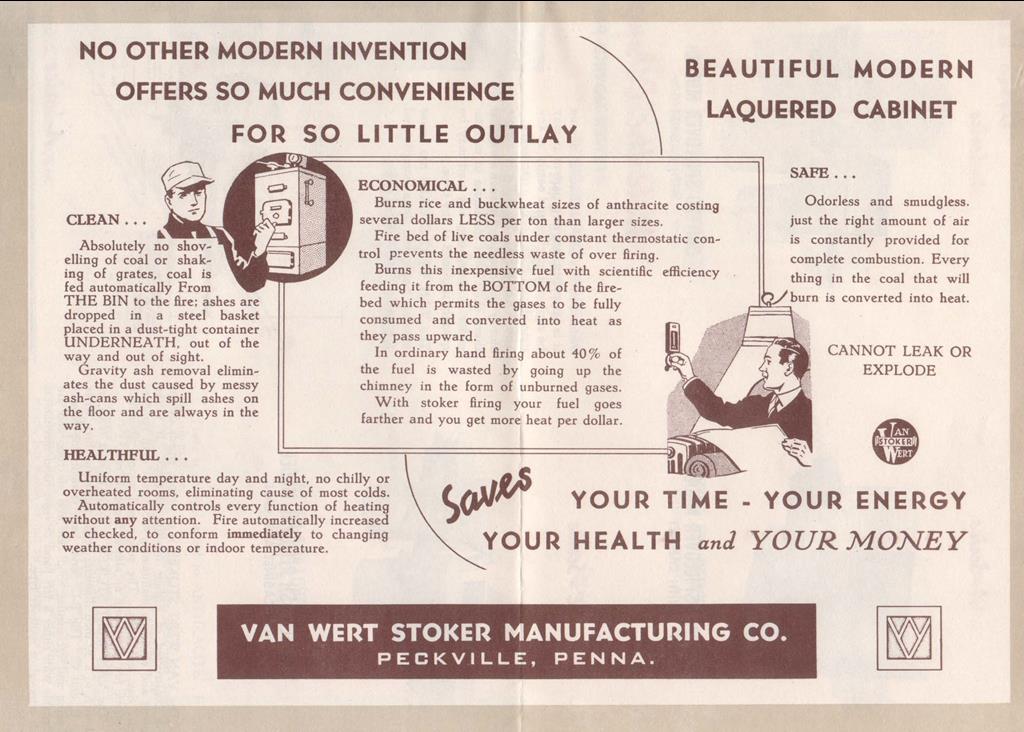 NO OTHER MODERN INVENTION
OFFERS SO MUCH CONVENIENCE
FOR SO LITTLE OUTLAY
BEAUTIFUL MODERN
LAQUERED CABINET
CLEAN . . .
Absolutely no shov-
elling of coal or shak-
ing of grates, coal is
fed automatically From
THE BIN to the fire; ashes are
dropped in a steel basket
placed in a dust-tight container
UNDERNEATH, out of the
way and out of sight.
Gravity ash removal elimin-
ates the dust caused by messy
ash-cans which spill ashes on
the floor and are always in the
way.
HEALTHFUL . . .
Uniform temperature day and night, no chilly or
overheated rooms, eliminating cause of most colds.
Automatically controls every function of heating
without any attention. Fire automatically increased
or checked, to conform immediately to changing
weather conditions or indoor temperature.
ECONOMICAL . . .
Burns rice and buckwheat sizes of anthracite costing
several dollars LESS per ton than larger sizes.
Fire bed of live coals under constant thermostatic con-
trol prevents the needless waste of over firing.
Burns this inexpensive fuel with scientific efficiency
feeding it from the BOTTOM of the fire-
bed which permits the gases to be fully
consumed and converted into heat as
they pass upward.
In ordinary hand firing about 40% of
the fuel is wasted by going up the
chimney in the form of unburned gases.
With stoker firing your fuel goes
farther and you get more heat per dollar.
SAFE . . .
Odorless and smudgless.
just the right amount of air
is constantly provided for
complete combustion. Every
thing in the coal that will
burn is converted into heat.
CANNOT LEAK OR
EXPLODE
VAN
STOKER
WERT
Saves
YOUR TIME - YOUR ENERGY
YOUR HEALTH and YOUR MONEY
VW
VAN WERT STOKER MANUFACTURING CO.
PECKVILLE, PENNA.
VW